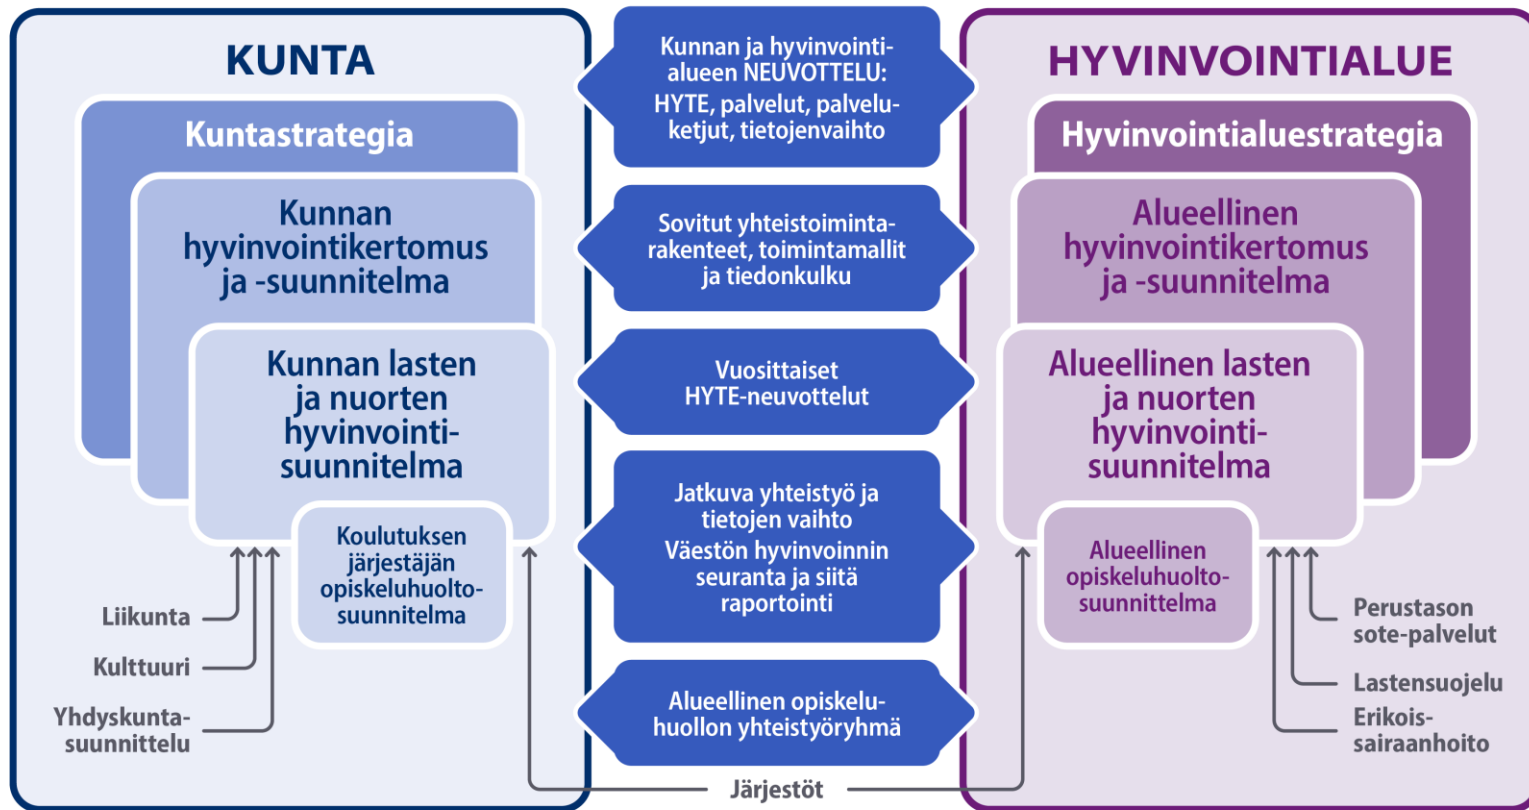 KUNTA
Kuntastrategia
Kunnan
hyvinvointikertomus
ja -suunnitelma
Kunnan lasten
ja nuorten
hyvinvointi-
suunnitelma
Koulutuksen
järjestäjän
opiskeluhuolto-
suunnitelma
Liikunta
Kulttuuri
Yhdyskunta-
suunnittelu
Kunnan ja hyvinvointi-
alueen NEUVOTTELU:
HYTE, palvelut, palvelu-
ketjut, tietojenvaihto
Sovitut yhteistoiminta-
rakenteet, toimintamallit
ja tiedonkulku
Vuosittaiset
HYTE-neuvottelut
Jatkuva yhteistyö ja
tietojen vaihto
Väestön hyvinvoinnin
seuranta ja siitä
raportointi
Alueellinen opiskelu-
huollon yhteistyöryhmä
Järjestöt
HYVINVOINTIALUE
Hyvinvointialuestrategia
Alueellinen
hyvinvointikertomus
ja -suunnitelma
Alueellinen lasten
ja nuorten
hyvinvointi-
suunnitelma
Alueellinen
opiskeluhuolto-
suunnittelma
Perustason
sote-palvelut
Lastensuojelu
Erikois-
sairaanhoito